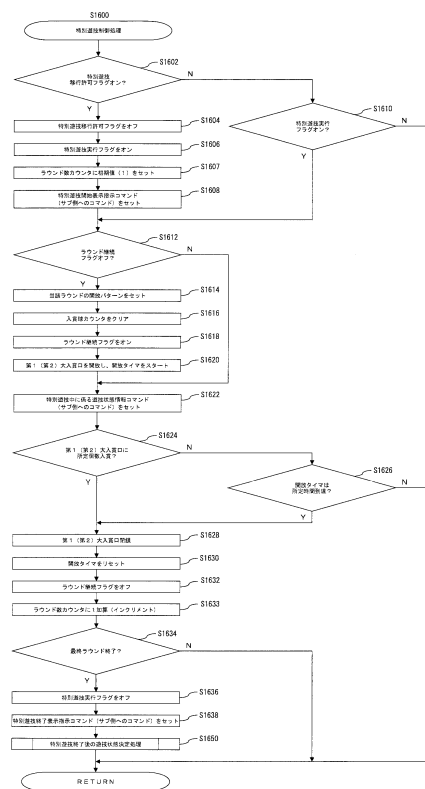 S1600
特別遊技制御処理
S1602
特別遊技
移行許可フラグオン？
N
Y
S1604
特別遊技移行許可フラグをオフ
S1606
特別遊技実行フラグをオン
S1607
ラウンド数カウンタに初期値（1）をセット
S1608
特別遊技開始表示指示コマンド
（サブ側へのコマンド）をセット
S1610
特別遊技実行
フラグオン？
N
Y
S1612
ラウンド継続
フラグオフ？
N
Y
S1614
当該ラウンドの開放パターンをセット
S1616
入賞球カウンタをクリア
S1618
ラウンド継続フラグをオン
S1620
第1（第2）大入賞口を開放し、開放タイマをスタート
S1622
特別遊技中に係る遊技状態情報コマンド
（サブ側へのコマンド）をセット
S1624
第1（第2）大入賞口に
所定個数入賞？
N
Y
S1626
開放タイマは
所定時間到達？
N
Y
S1628
第1（第2）大入賞口閉鎖
S1630
開放タイマをリセット
S1632
ラウンド継続フラグをオフ
S1633
ラウンド数カウンタに1加算（インクリメント）
S1634
最終ラウンド終了？
N
Y
S1636
特別遊技実行フラグをオフ
S1638
特別遊技終了表示指示コマンド（サブ側へのコマンド）をセット
S1650
特別遊技終了後の遊技状態決定処理
RETURN